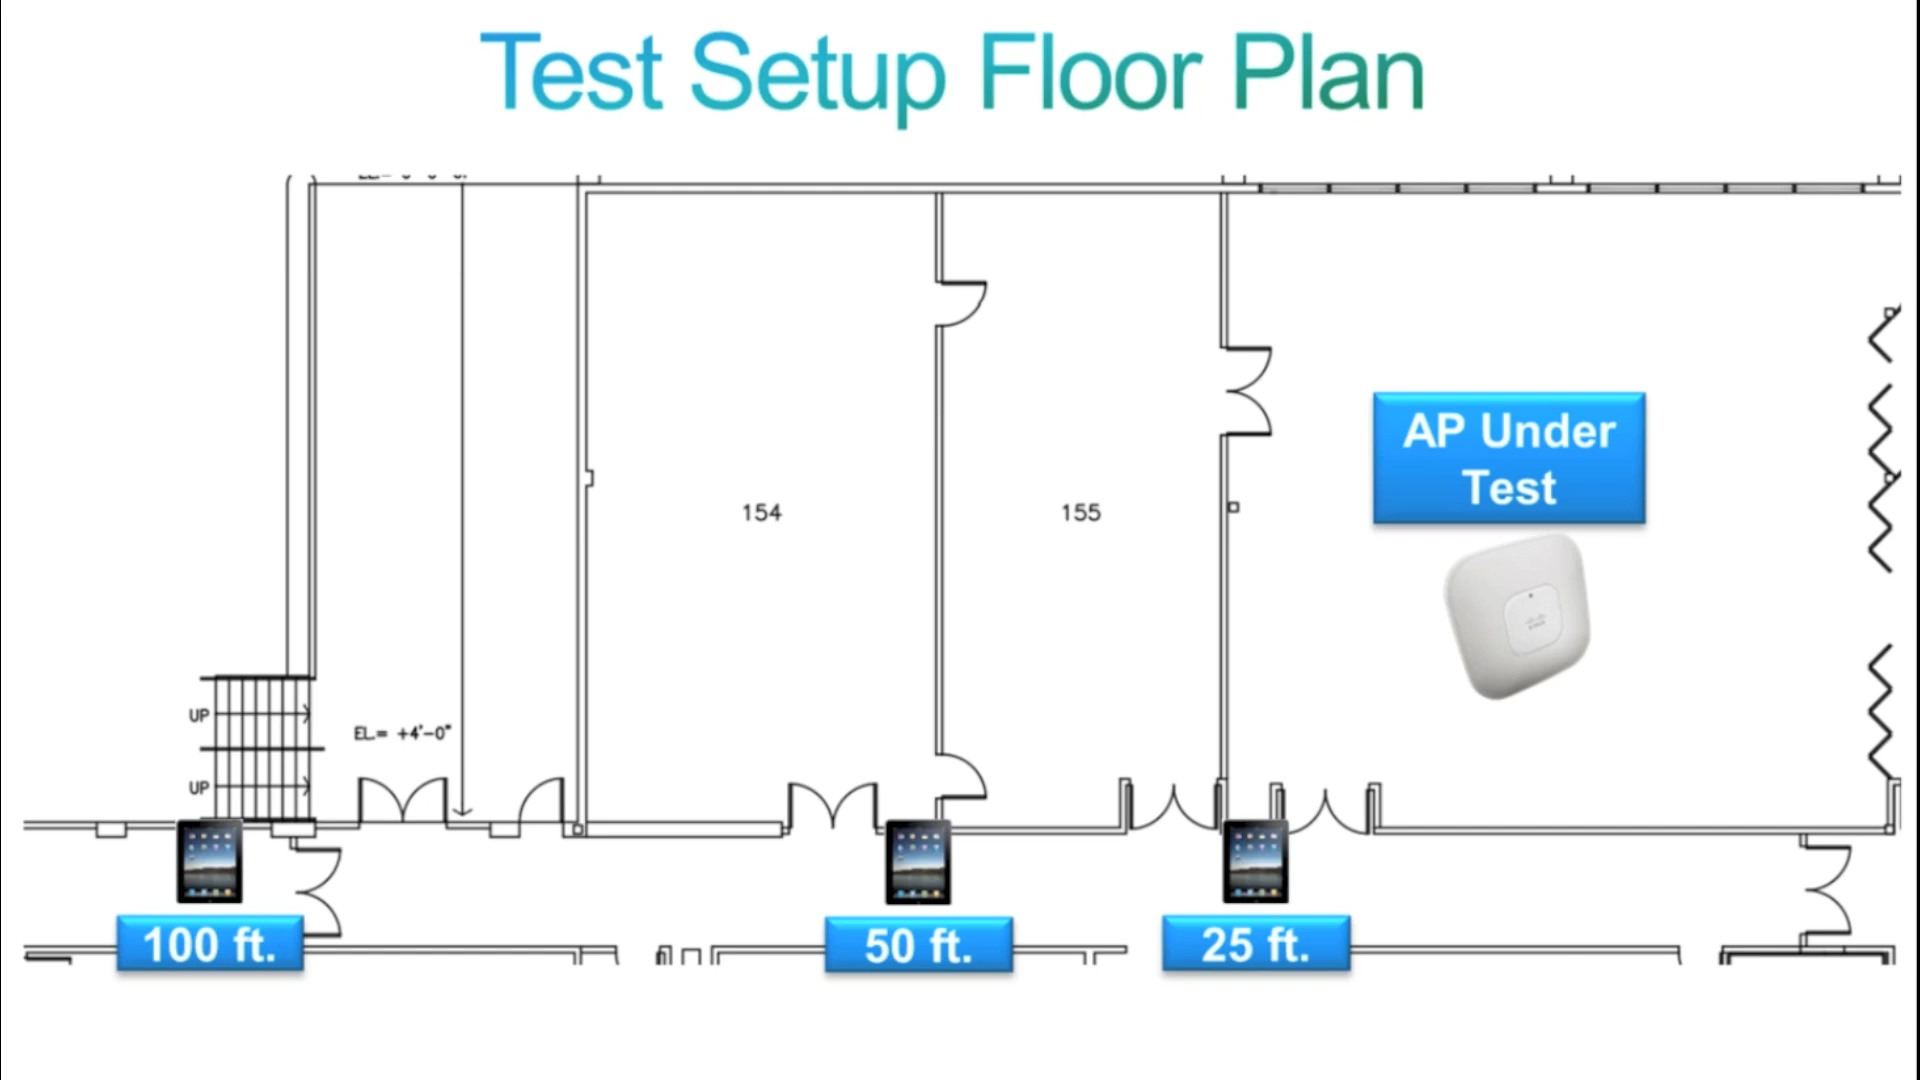 Test Setup Floor Plan
AP Under
Test
154
155
UP
EL.= +4'-0"
UP
100 ft.
50 ft.
25 ft.